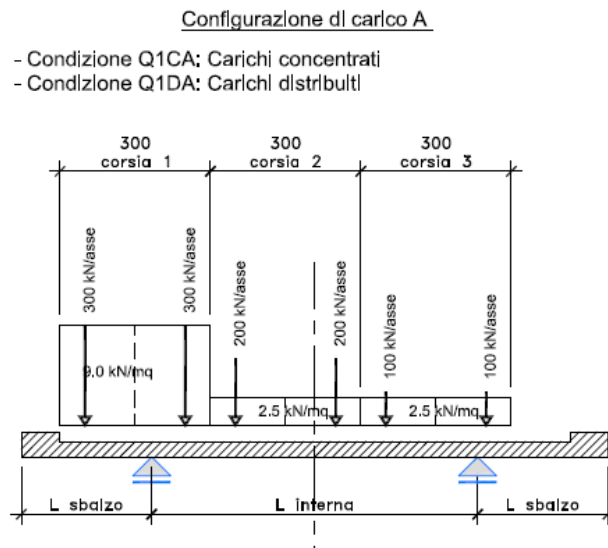 Configurazione di carico A
- Condizione Q1CA: Carichi concentrati
- Condizione Q1DA: Carichi distribuiti
300 300 300
corsia 1 corsia 2 corsia 3
300 kN/asse
300 kN/asse
200 kN/asse
200 kN/asse
100 kN/asse
100 kN/asse
9.0 kN/mq
2.5 kN/mq
2.5 kN/mq
L sbalzo L interna L sbalzo